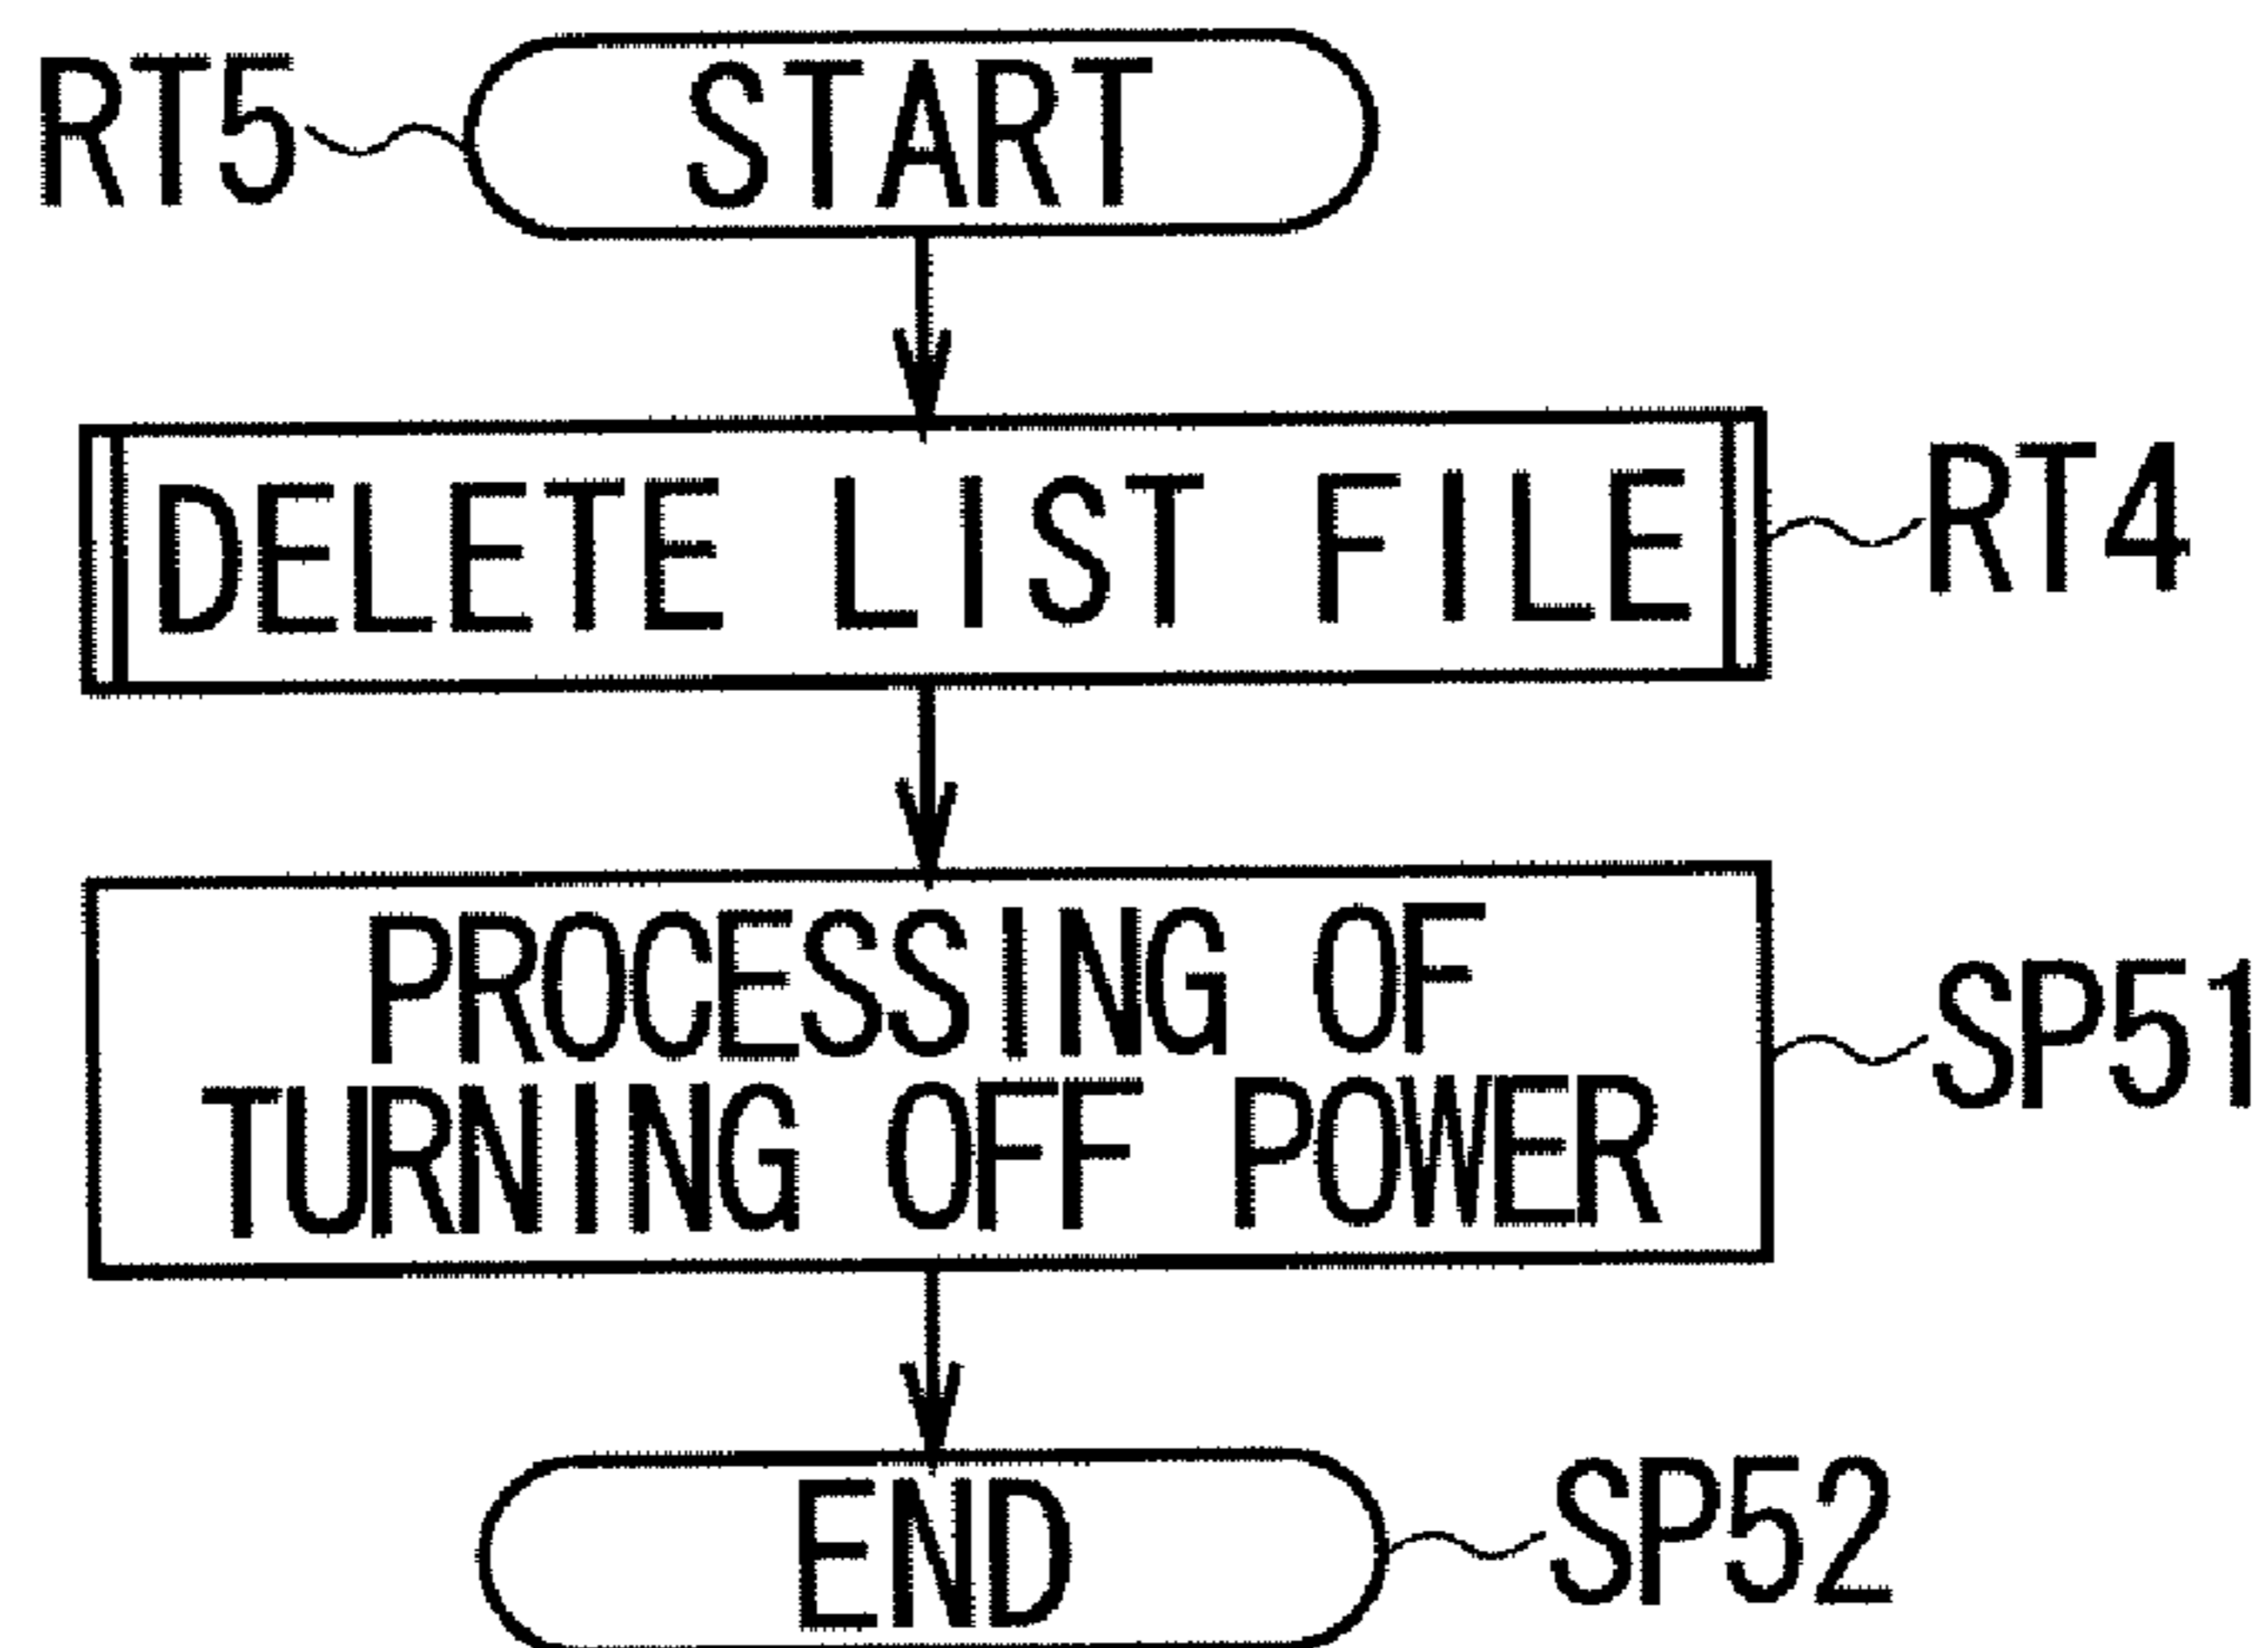 RT5 START
DELETE LIST FILE RT4
PROCESSING OF
TURNING OFF POWER SP51
END SP52